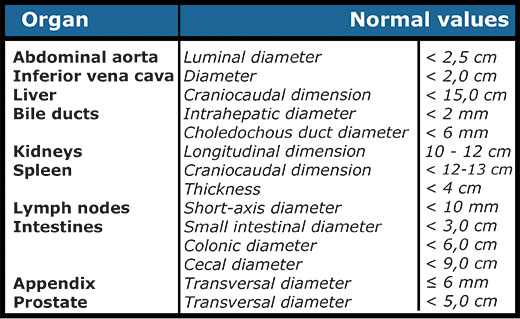 Organ Normal values
Abdominal aorta Luminal diameter < 2,5 cm
Inferior vena cava Diameter < 2,0 cm
Liver Craniocaudal dimension < 15,0 cm
Bile ducts Intrahepatic diameter < 2 mm
Choledochous duct diameter < 6 mm
Kidneys Longitudinal dimension 10 - 12 cm
Spleen Craniocaudal dimension < 12-13 cm
Thickness < 4 cm
Lymph nodes Short-axis diameter < 10 mm
Intestines Small intestinal diameter < 3,0 cm
Colonic diameter < 6,0 cm
Cecal diameter < 9,0 cm
Appendix Transversal diameter ≤ 6 mm
Prostate Transversal diameter < 5,0 cm